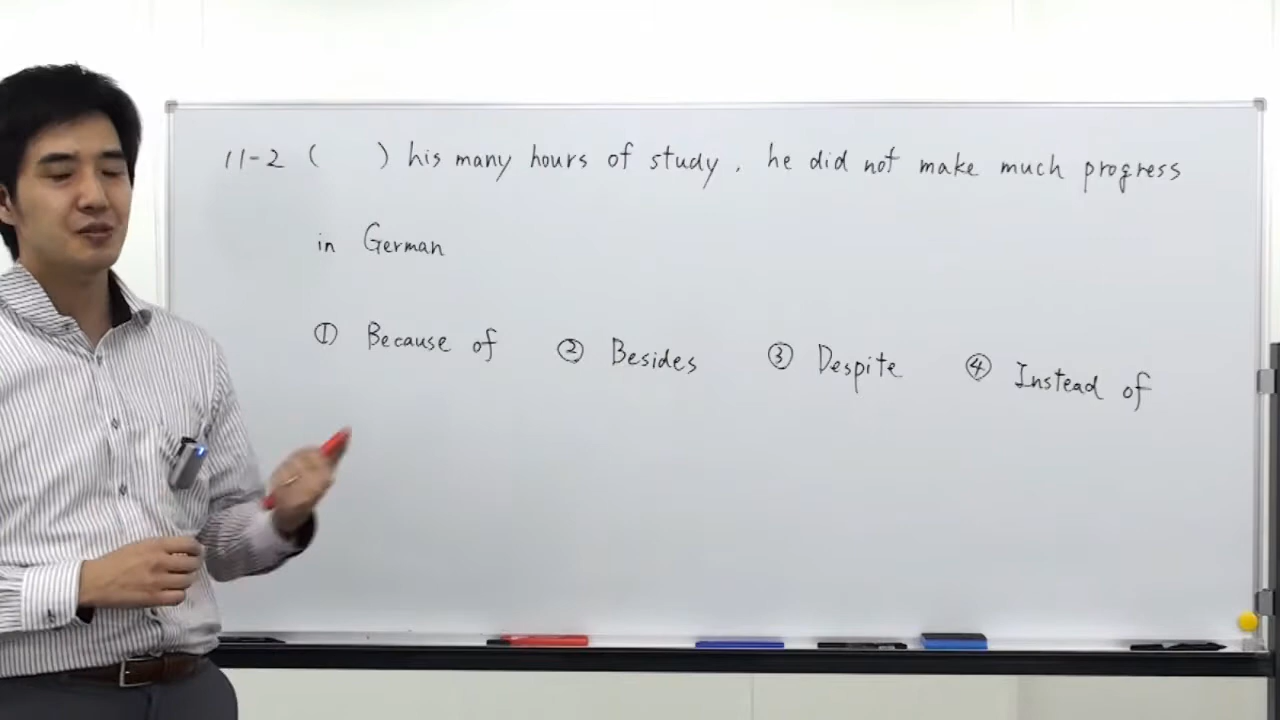 11-2 (    ) his many hours of study, he did not make much progress
in German
① Because of ② Besides ③ Despite ④ Instead of